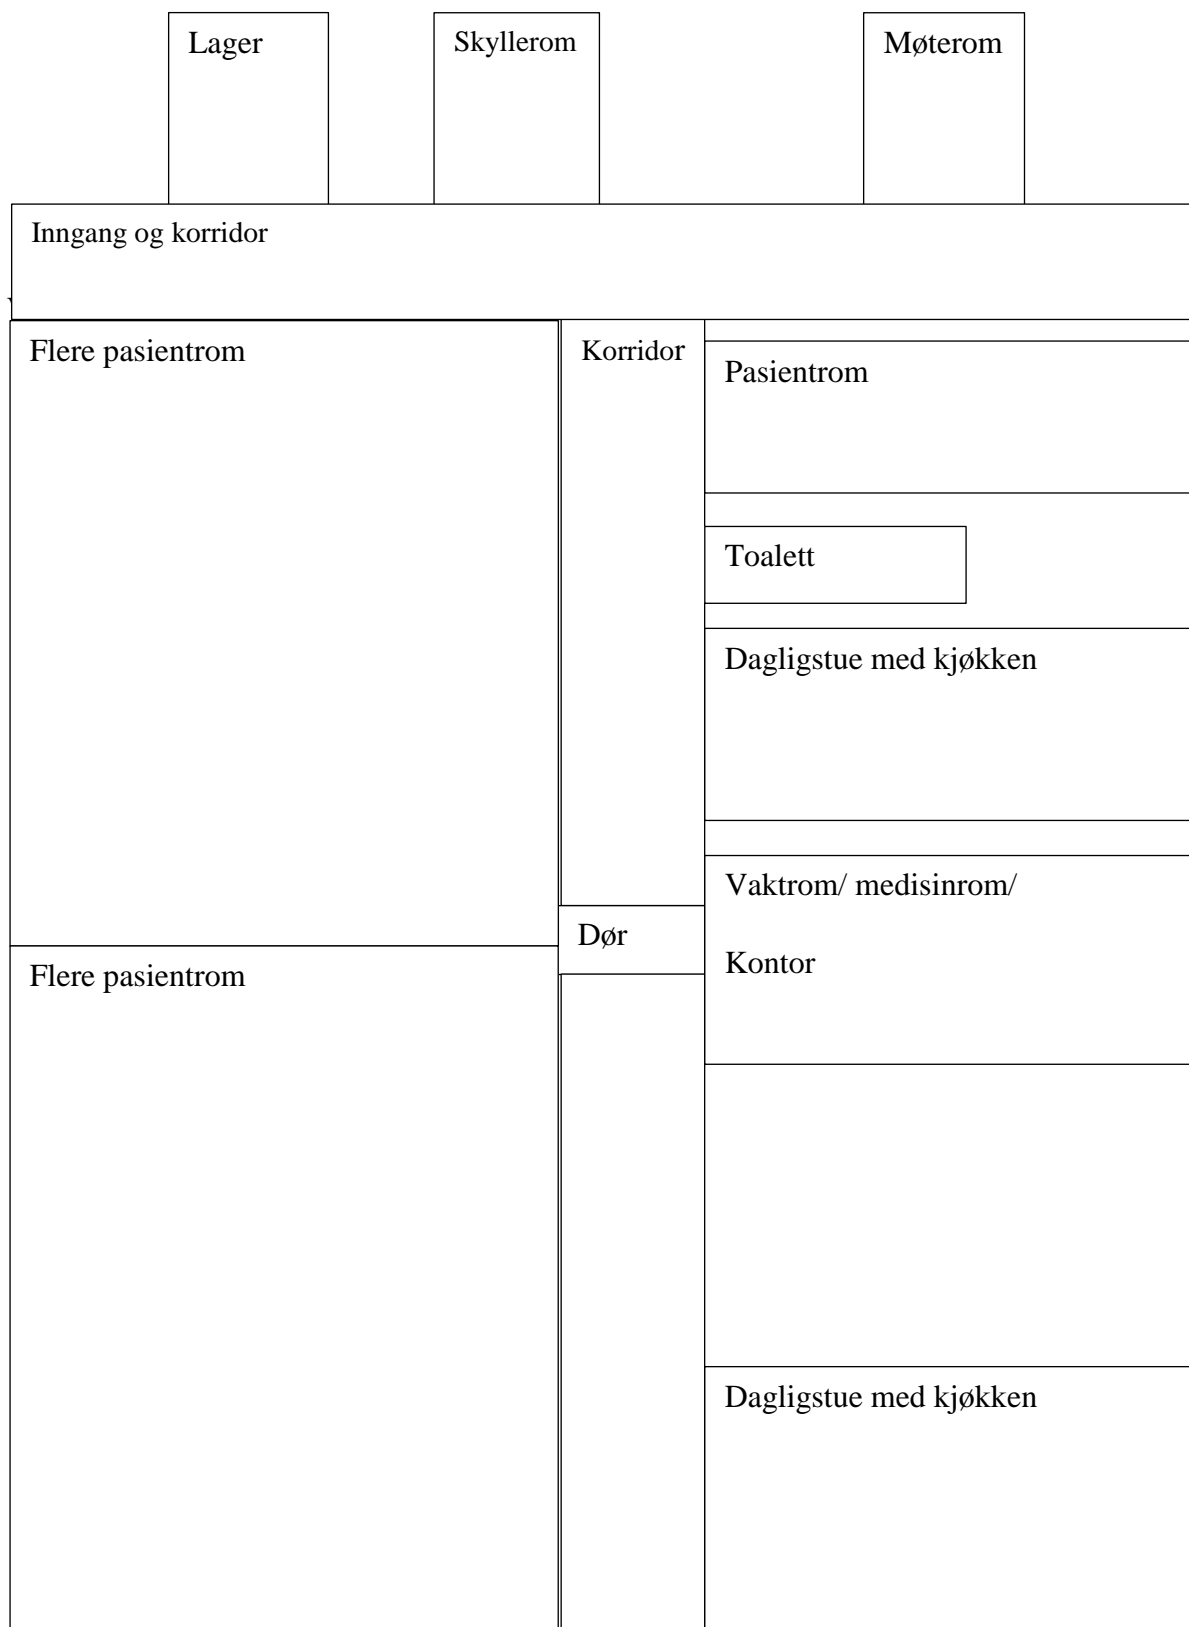 Lager
Skyllerom
Møterom
Inngang og korridor
Flere pasientrom
Korridor
Pasientrom
Toalett
Dagligstue med kjøkken
Vaktrom/ medisinrom/
Kontor
Dør
Flere pasientrom
Dagligstue med kjøkken